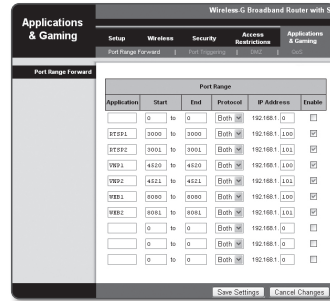 Wireless-G Broadband Router with S
Applications & Gaming
Setup Wireless Security Access Restrictions Applications & Gaming
Port Range Forward | Port Triggering | DMZ | QoS
Port Range Forward
Port Range
Application Start End Protocol IP Address Enable
0 to 0 Both 192.168.1. 0
RTSP1 3000 to 3000 Both 192.168.1. 100
RTSP2 3001 to 3001 Both 192.168.1. 101
VNP1 4520 to 4520 Both 192.168.1. 100
VNP2 4521 to 4521 Both 192.168.1. 101
WEB1 8080 to 8080 Both 192.168.1. 100
WEB2 8081 to 8081 Both 192.168.1. 101
0 to 0 Both 192.168.1. 0
0 to 0 Both 192.168.1. 0
0 to 0 Both 192.168.1. 0
Save Settings Cancel Changes